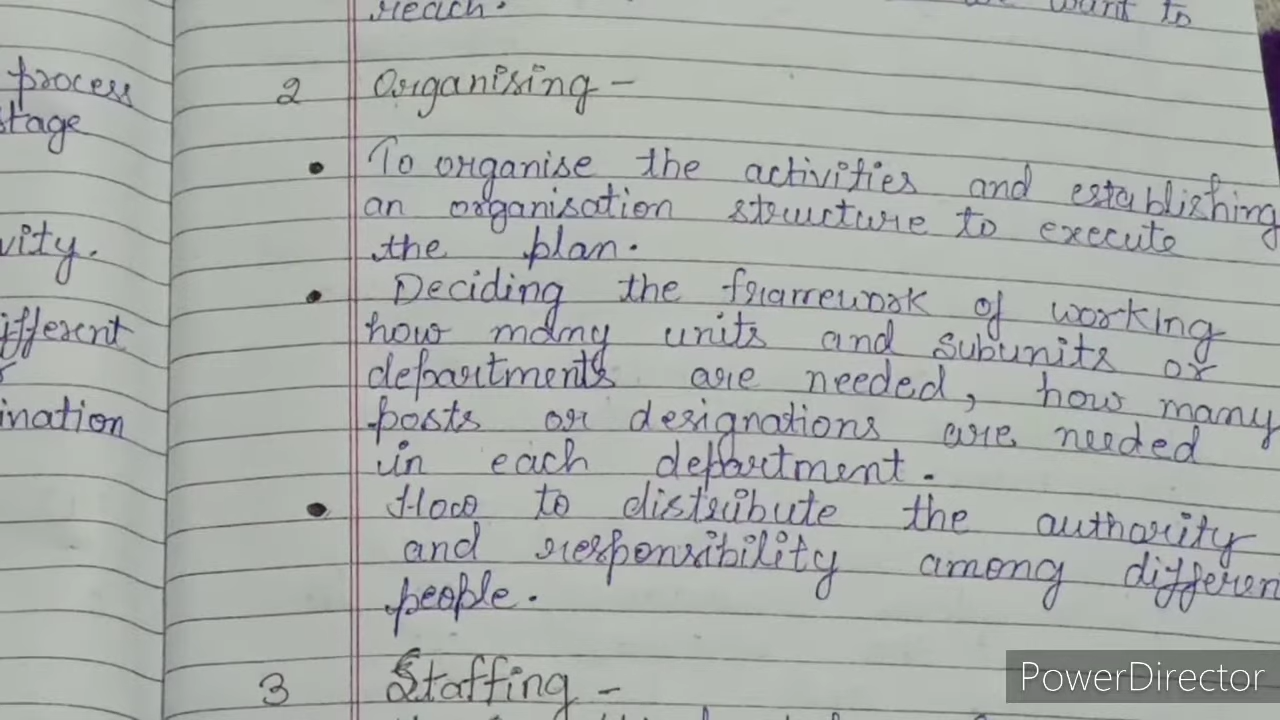 reach.
want to
process
stage
vity.
ifferent
ination
2 Organising -
• To organise the activities and establishing
an organisation structure to execute
the plan.
• Deciding the framework of working
how many units and subunits or
departments are needed, how many
posts or designations are needed
in each department.
• How to distribute the authority
and responsibility among differen
people.
3 Staffing -
PowerDirector